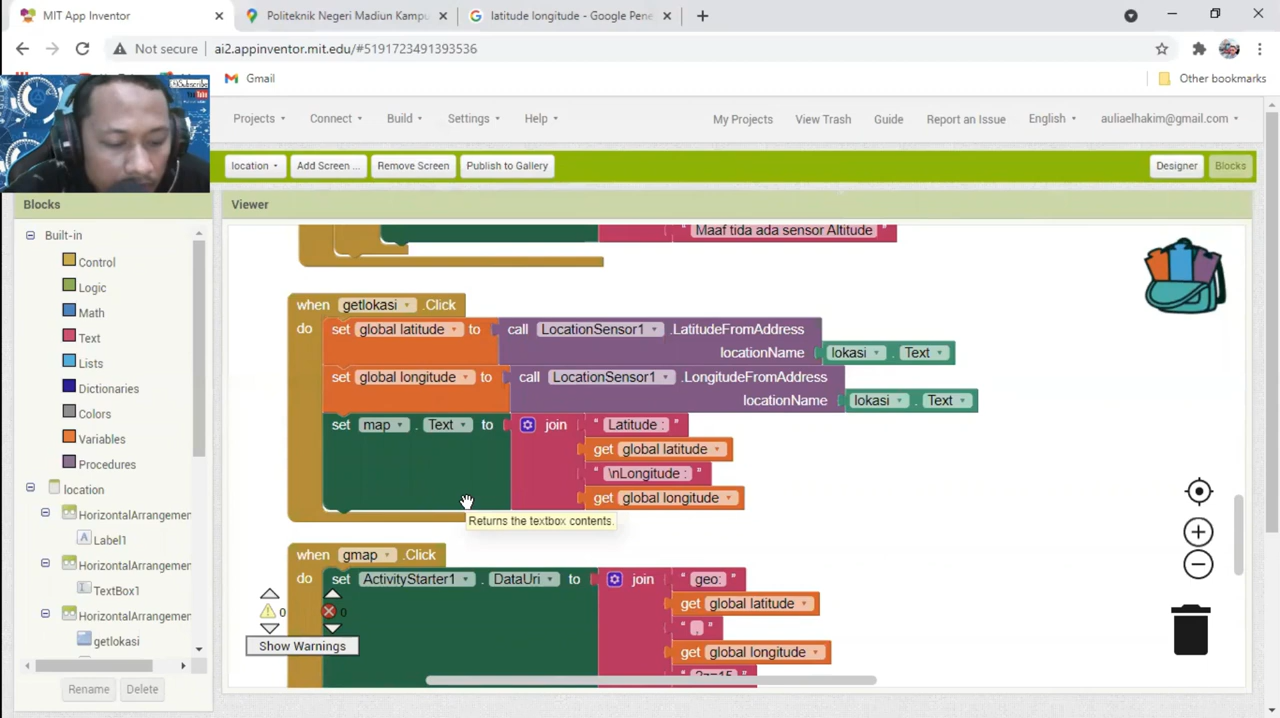 MIT App Inventor
Politeknik Negeri Madiun Kampu
latitude longitude - Google Pene
Not secure
ai2.appinventor.mit.edu/#5191723491393536
Gmail
Other bookmarks
Subscribe
Projects
Connect
Build
Settings
Help
My Projects
View Trash
Guide
Report an Issue
English
auliaelhakim@gmail.com
location
Add Screen ...
Remove Screen
Publish to Gallery
Designer
Blocks
Blocks
Viewer
Built-in
Control
Logic
Math
Text
Lists
Dictionaries
Colors
Variables
Procedures
location
HorizontalArrangemen
Label1
HorizontalArrangemen
TextBox1
HorizontalArrangemen
getlokasi
Rename
Delete
" Maaf tida ada sensor Altitude "
when getlokasi .Click
do set global latitude to call LocationSensor1 .LatitudeFromAddress
locationName lokasi . Text
set global longitude to call LocationSensor1 .LongitudeFromAddress
locationName lokasi . Text
set map . Text to join " Latitude : "
get global latitude
" \nLongitude : "
get global longitude
Returns the textbox contents.
when gmap .Click
do set ActivityStarter1 . DataUri to join " geo: "
get global latitude
" , "
get global longitude
" ?z=15 "
0
0
Show Warnings